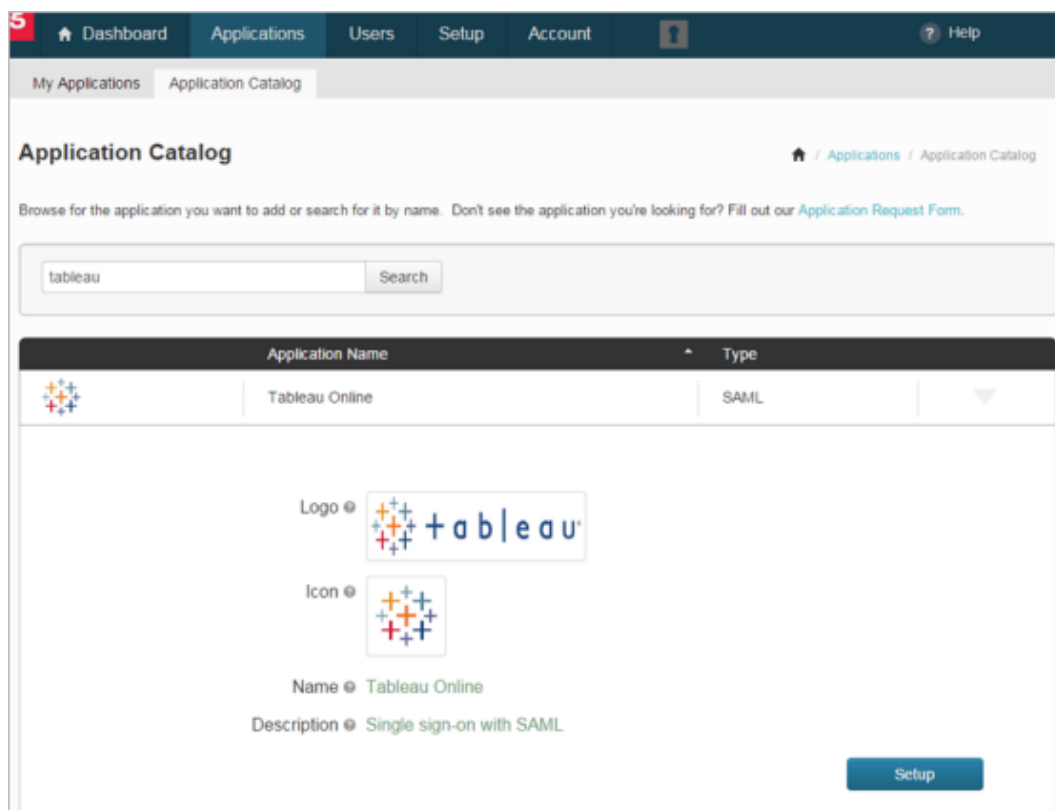 5
Dashboard Applications Users Setup Account ? Help
My Applications Application Catalog
Application Catalog
/ Applications / Application Catalog
Browse for the application you want to add or search for it by name. Don't see the application you're looking for? Fill out our Application Request Form.
tableau Search
Application Name Type
Tableau Online SAML
Logo ? tableau
Icon ?
Name ? Tableau Online
Description ? Single sign-on with SAML
Setup